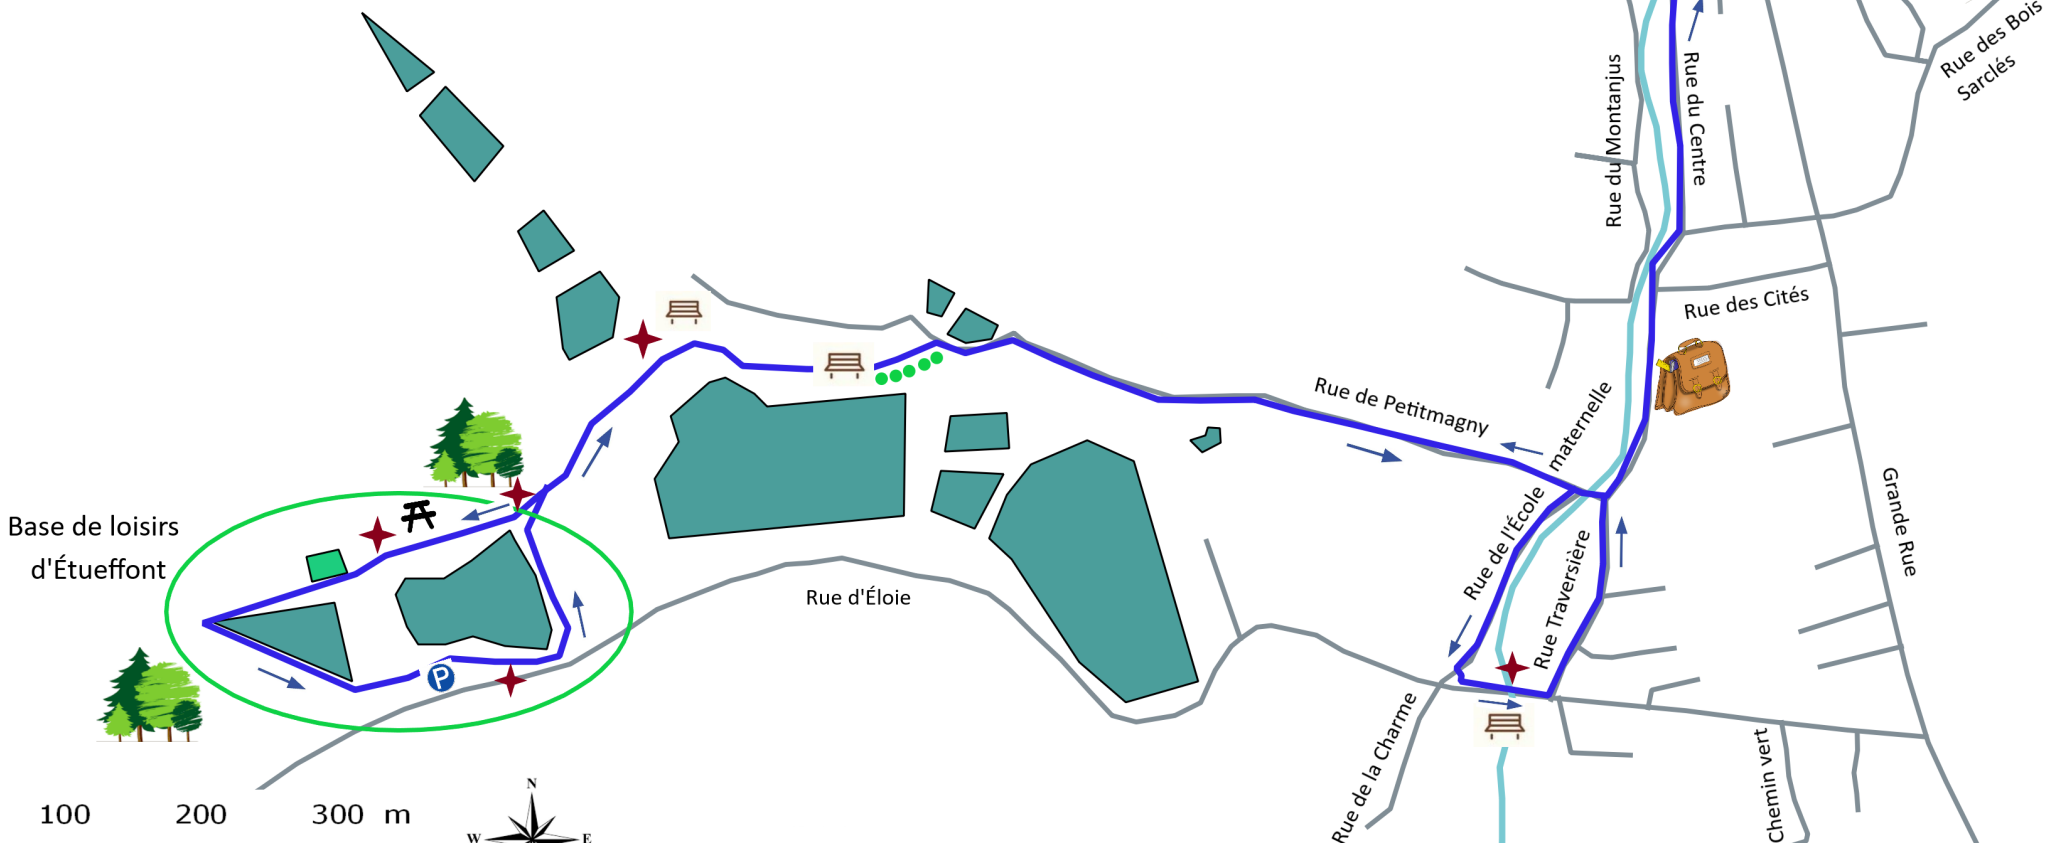 Rue des Bois
Sarclés
Rue du Montanjus
Rue du Centre
Rue des Cités
Rue de Petitmagny
Rue de l'École maternelle
Grande Rue
Base de loisirs
d'Étueffont
Rue Traversière
Rue d'Éloie
P
Rue de la Charme
Chemin vert
N
W
E
100 200 300 m